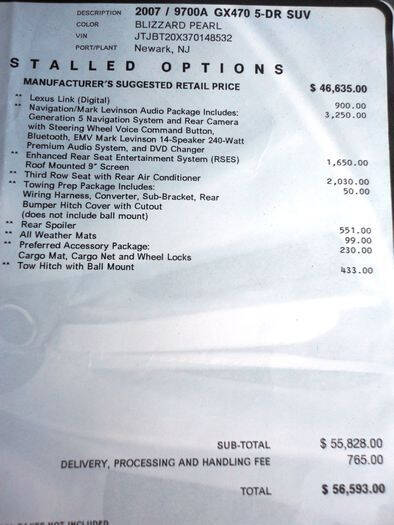 DESCRIPTION 2007 / 9700A GX470 5-DR SUV
COLOR BLIZZARD PEARL
VIN JTJBT20X370148532
PORT/PLANT Newark, NJ
STALLED OPTIONS
MANUFACTURER'S SUGGESTED RETAIL PRICE $ 46,635.00
** Lexus Link (Digital) 900.00
** Navigation/Mark Levinson Audio Package Includes: 3,250.00
Generation 5 Navigation System and Rear Camera
with Steering Wheel Voice Command Button,
Bluetooth, EMV Mark Levinson 14-Speaker 240-Watt
Premium Audio System, and DVD Changer
** Enhanced Rear Seat Entertainment System (RSES) 1,650.00
Roof Mounted 9" Screen
** Third Row Seat with Rear Air Conditioner 2,030.00
** Towing Prep Package Includes: 50.00
Wiring Harness, Converter, Sub-Bracket, Rear
Bumper Hitch Cover with Cutout
(does not include ball mount)
** Rear Spoiler 551.00
** All Weather Mats 99.00
** Preferred Accessory Package: 230.00
Cargo Mat, Cargo Net and Wheel Locks
** Tow Hitch with Ball Mount 433.00
SUB-TOTAL $ 55,828.00
DELIVERY, PROCESSING AND HANDLING FEE 765.00
TOTAL $ 56,593.00
NOT INCLUDED